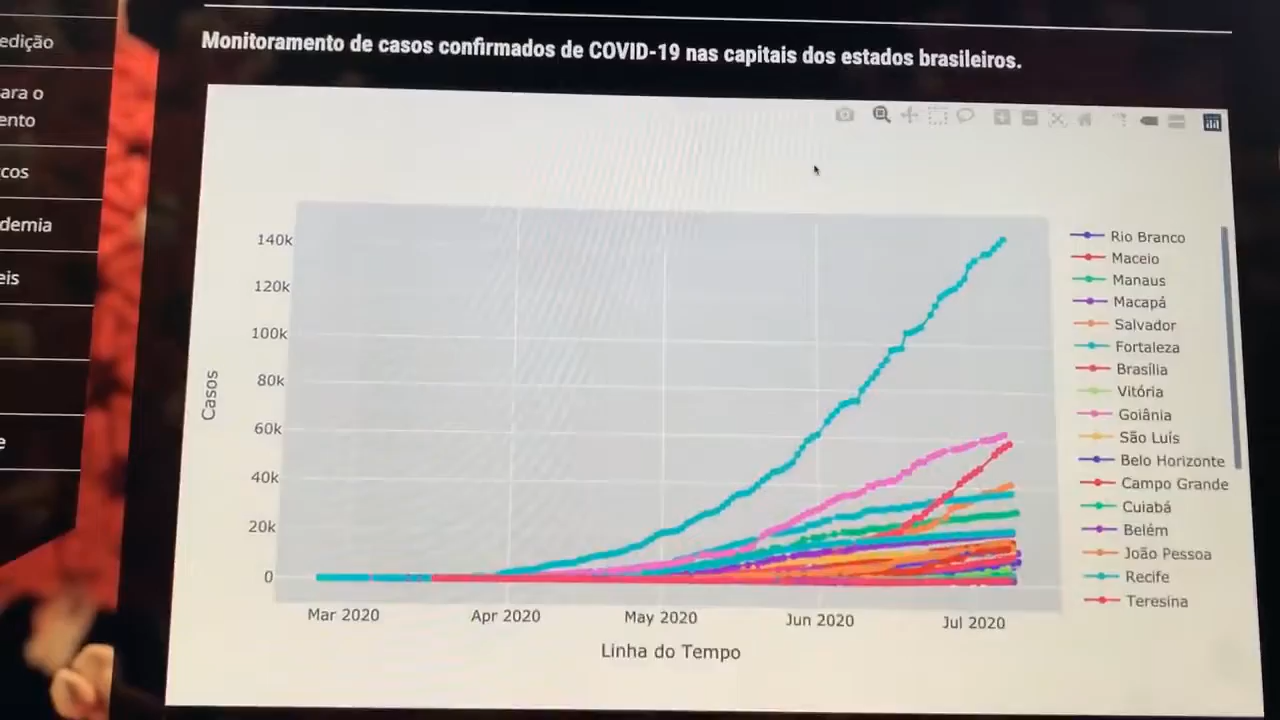 edição
ara o
ento
cos
demia
eis
e
Monitoramento de casos confirmados de COVID-19 nas capitais dos estados brasileiros.
140k
120k
100k
80k
60k
40k
20k
0
Casos
Mar 2020
Apr 2020
May 2020
Jun 2020
Jul 2020
Linha do Tempo
Rio Branco
Maceio
Manaus
Macapá
Salvador
Fortaleza
Brasília
Vitória
Goiânia
São Luís
Belo Horizonte
Campo Grande
Cuiabá
Belém
João Pessoa
Recife
Teresina